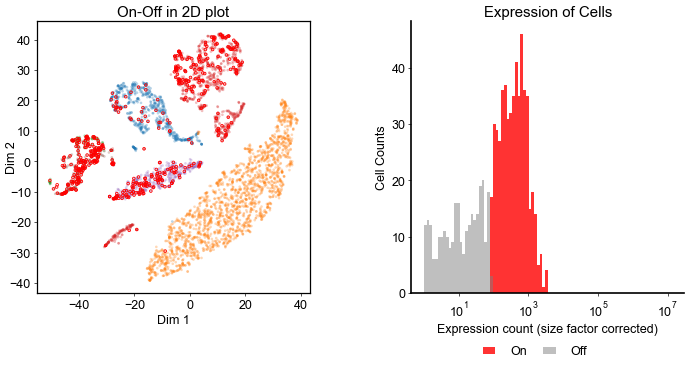 On-Off in 2D plot
Dim 2
40
30
20
10
0
−10
−20
−30
−40
−40 −20 0 20 40
Dim 1
Expression of Cells
Cell Counts
40
30
20
10
0
10^1 10^3 10^5 10^7
Expression count (size factor corrected)
On Off